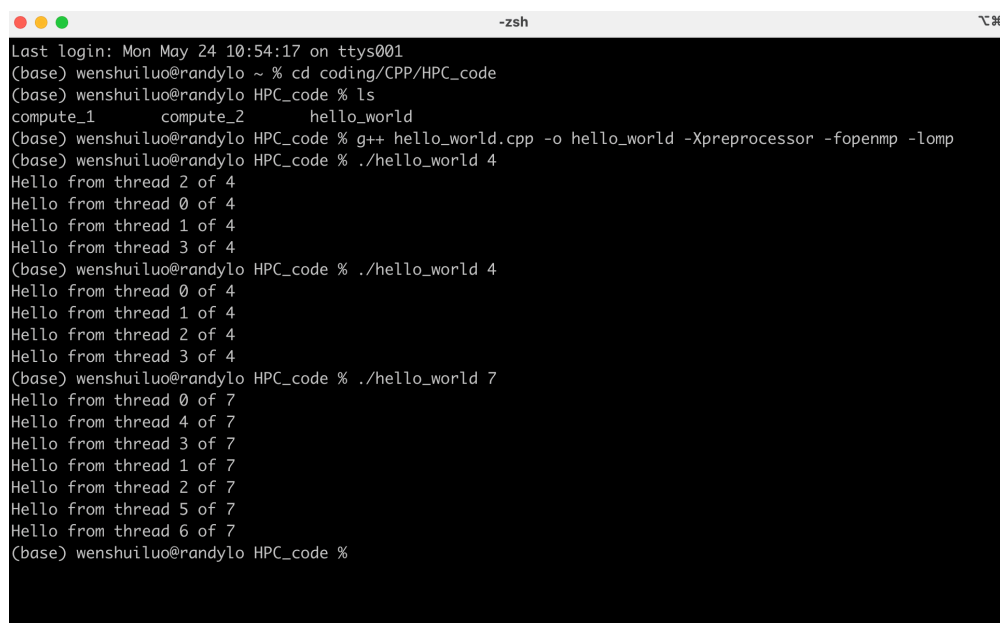 -zsh
Last login: Mon May 24 10:54:17 on ttys001
(base) wenshuiluo@randylo ~ % cd coding/CPP/HPC_code
(base) wenshuiluo@randylo HPC_code % ls
compute_1 compute_2 hello_world
(base) wenshuiluo@randylo HPC_code % g++ hello_world.cpp -o hello_world -Xpreprocessor -fopenmp -lomp
(base) wenshuiluo@randylo HPC_code % ./hello_world 4
Hello from thread 2 of 4
Hello from thread 0 of 4
Hello from thread 1 of 4
Hello from thread 3 of 4
(base) wenshuiluo@randylo HPC_code % ./hello_world 4
Hello from thread 0 of 4
Hello from thread 1 of 4
Hello from thread 2 of 4
Hello from thread 3 of 4
(base) wenshuiluo@randylo HPC_code % ./hello_world 7
Hello from thread 0 of 7
Hello from thread 4 of 7
Hello from thread 3 of 7
Hello from thread 1 of 7
Hello from thread 2 of 7
Hello from thread 5 of 7
Hello from thread 6 of 7
(base) wenshuiluo@randylo HPC_code %